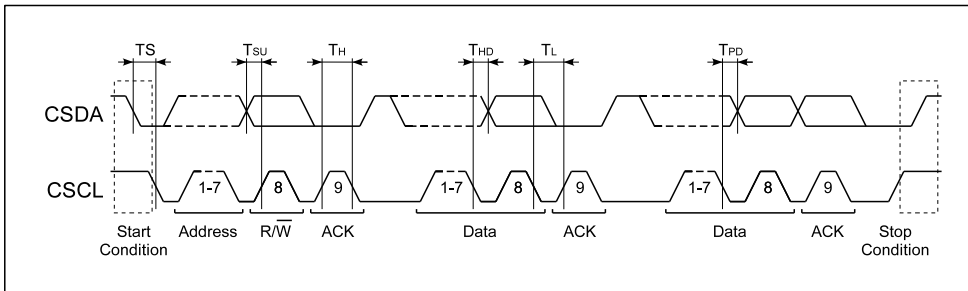 TS TSU TH THD TL TPD
CSDA
CSCL 1-7 8 9 1-7 8 9 1-7 8 9
Start Condition Address R/W̅ ACK Data ACK Data ACK Stop Condition